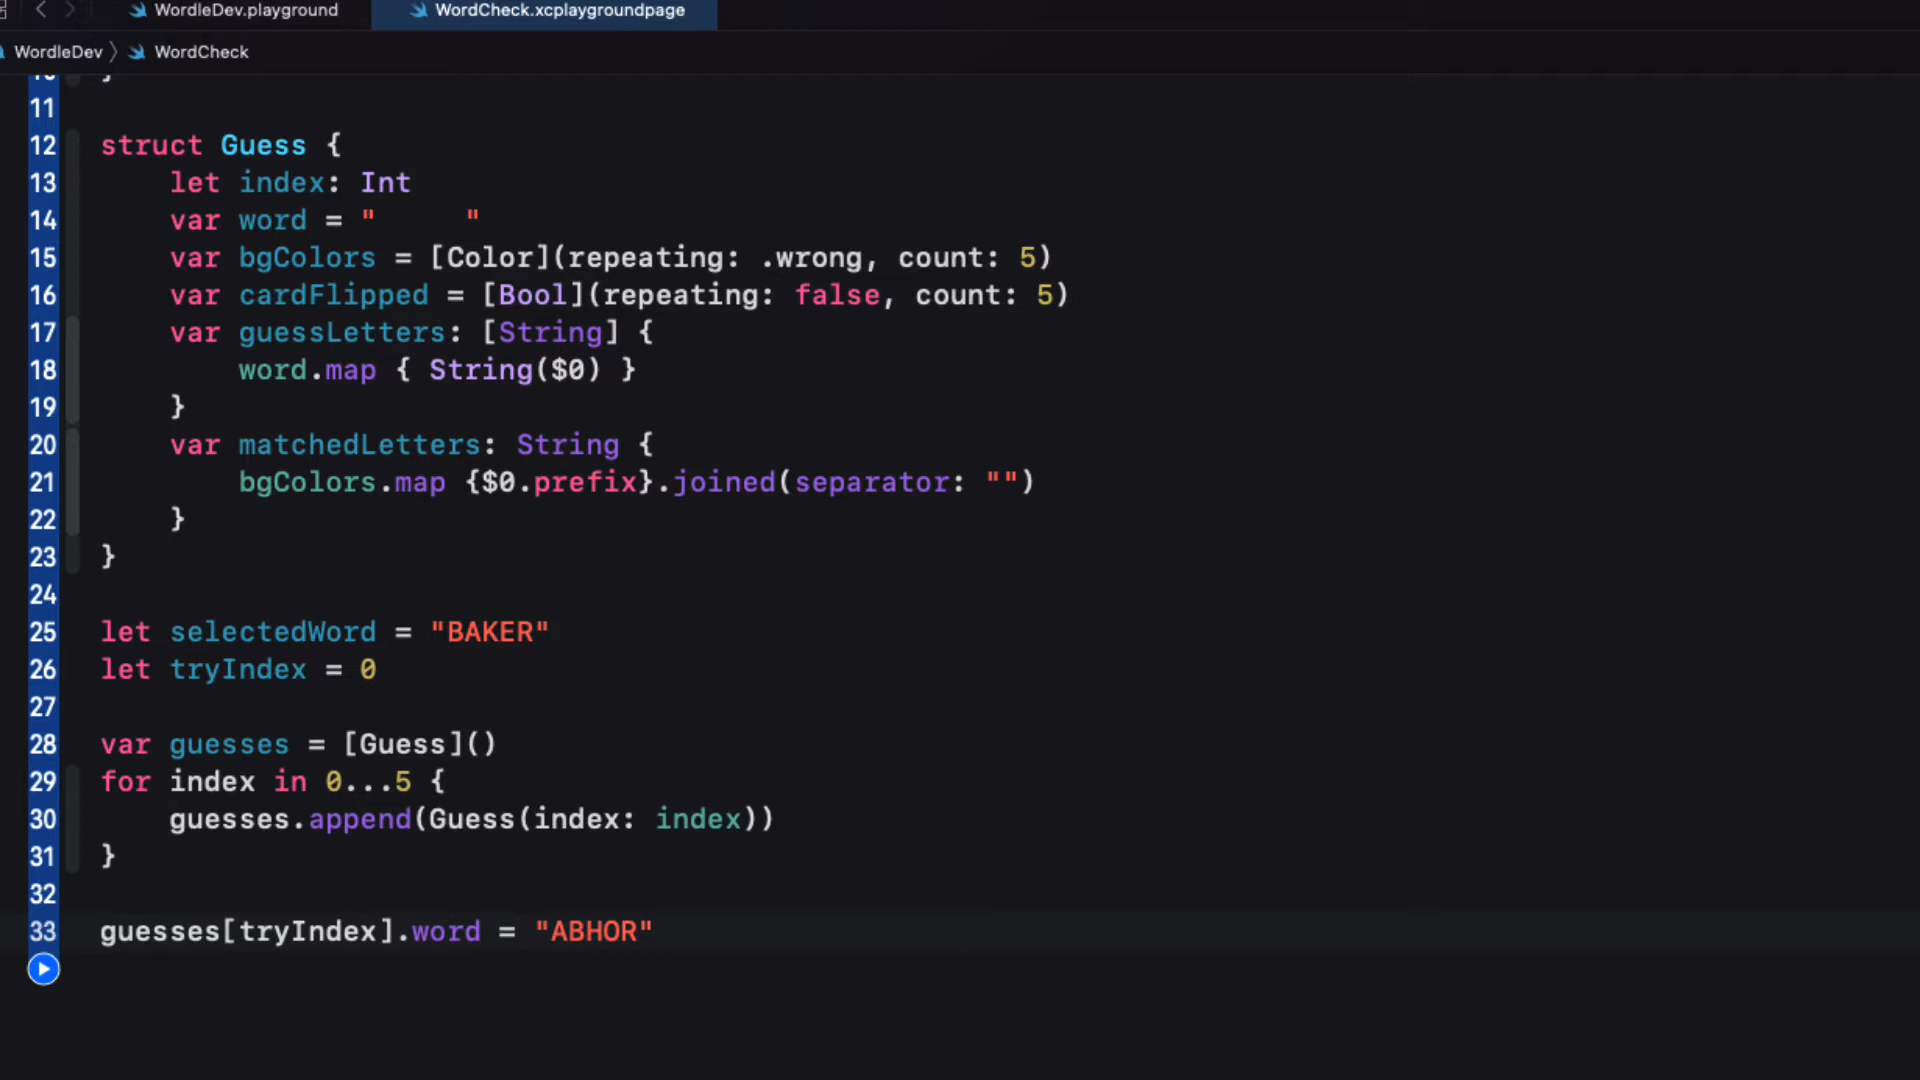 WordleDev.playground
WordCheck.xcplaygroundpage
WordleDev 〉 WordCheck
10 }
11
12 struct Guess {
13     let index: Int
14     var word = "     "
15     var bgColors = [Color](repeating: .wrong, count: 5)
16     var cardFlipped = [Bool](repeating: false, count: 5)
17     var guessLetters: [String] {
18         word.map { String($0) }
19     }
20     var matchedLetters: String {
21         bgColors.map {$0.prefix}.joined(separator: "")
22     }
23 }
24
25 let selectedWord = "BAKER"
26 let tryIndex = 0
27
28 var guesses = [Guess]()
29 for index in 0...5 {
30     guesses.append(Guess(index: index))
31 }
32
33 guesses[tryIndex].word = "ABHOR"